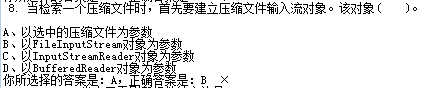 8. 当检索一个压缩文件时，首先要建立压缩文件输入流对象。该对象(    )。
A、以选中的压缩文件为参数
B、以FileInputStream对象为参数
C、以InputStreamReader对象为参数
D、以BufferedReader对象为参数
你所选择的答案是: A, 正确答案是: B  ×